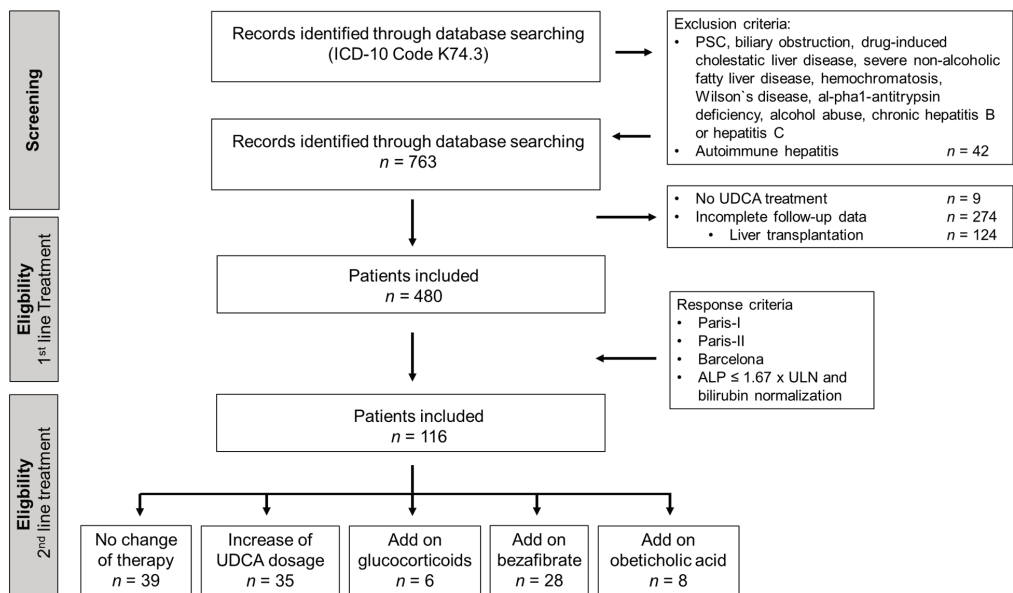 Screening
Records identified through database searching
(ICD-10 Code K74.3)
Exclusion criteria:
• PSC, biliary obstruction, drug-induced
cholestatic liver disease, severe non-alcoholic
fatty liver disease, hemochromatosis,
Wilson`s disease, al-pha1-antitrypsin
deficiency, alcohol abuse, chronic hepatitis B
or hepatitis C
• Autoimmune hepatitis n = 42
Records identified through database searching
n = 763
• No UDCA treatment n = 9
• Incomplete follow-up data n = 274
• Liver transplantation n = 124
Eligbility
1st line Treatment
Patients included
n = 480
Response criteria
• Paris-I
• Paris-II
• Barcelona
• ALP ≤ 1.67 x ULN and
bilirubin normalization
Eligbility
2nd line treatment
Patients included
n = 116
No change
of therapy
n = 39
Increase of
UDCA dosage
n = 35
Add on
glucocorticoids
n = 6
Add on
bezafibrate
n = 28
Add on
obeticholic acid
n = 8